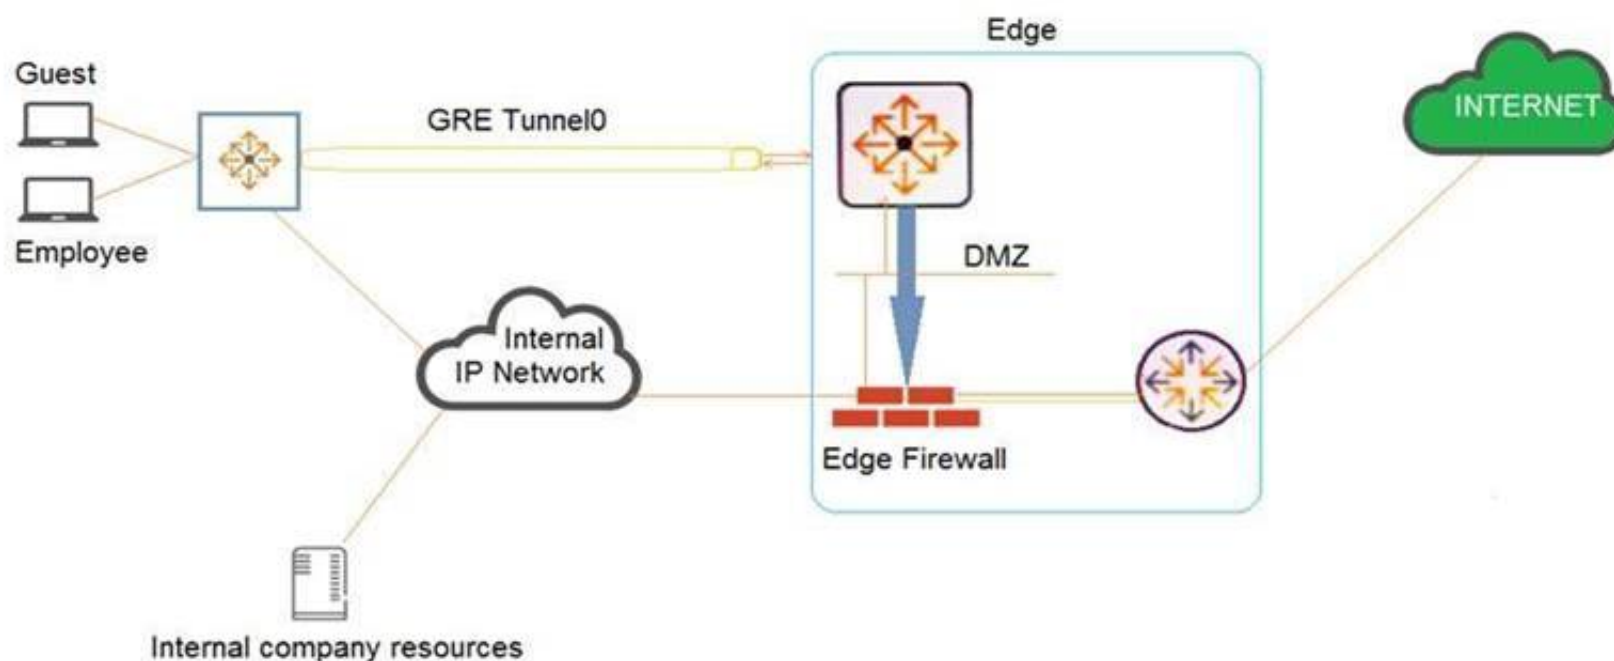 Edge
Guest
INTERNET
GRE Tunnel0
Employee
DMZ
Internal
IP Network
Edge Firewall
Internal company resources